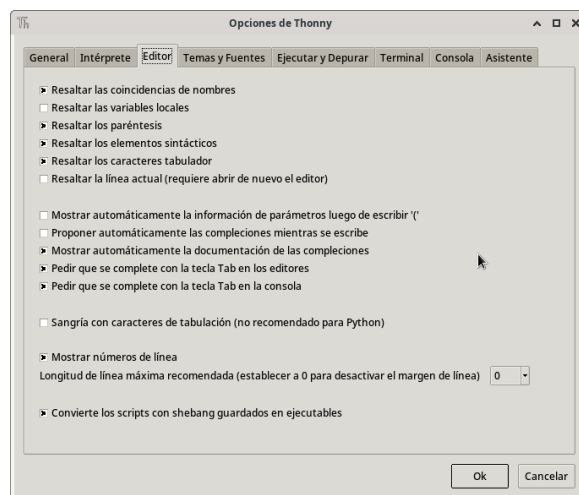 Opciones de Thonny
General Intérprete Editor Temas y Fuentes Ejecutar y Depurar Terminal Consola Asistente
Resaltar las coincidencias de nombres
Resaltar las variables locales
Resaltar los paréntesis
Resaltar los elementos sintácticos
Resaltar los caracteres tabulador
Resaltar la línea actual (requiere abrir de nuevo el editor)
Mostrar automáticamente la información de parámetros luego de escribir '('
Proponer automáticamente las compleciones mientras se escribe
Mostrar automáticamente la documentación de las compleciones
Pedir que se complete con la tecla Tab en los editores
Pedir que se complete con la tecla Tab en la consola
Sangría con caracteres de tabulación (no recomendado para Python)
Mostrar números de línea
Longitud de línea máxima recomendada (establecer a 0 para desactivar el margen de línea) 0
Convierte los scripts con shebang guardados en ejecutables
Ok Cancelar